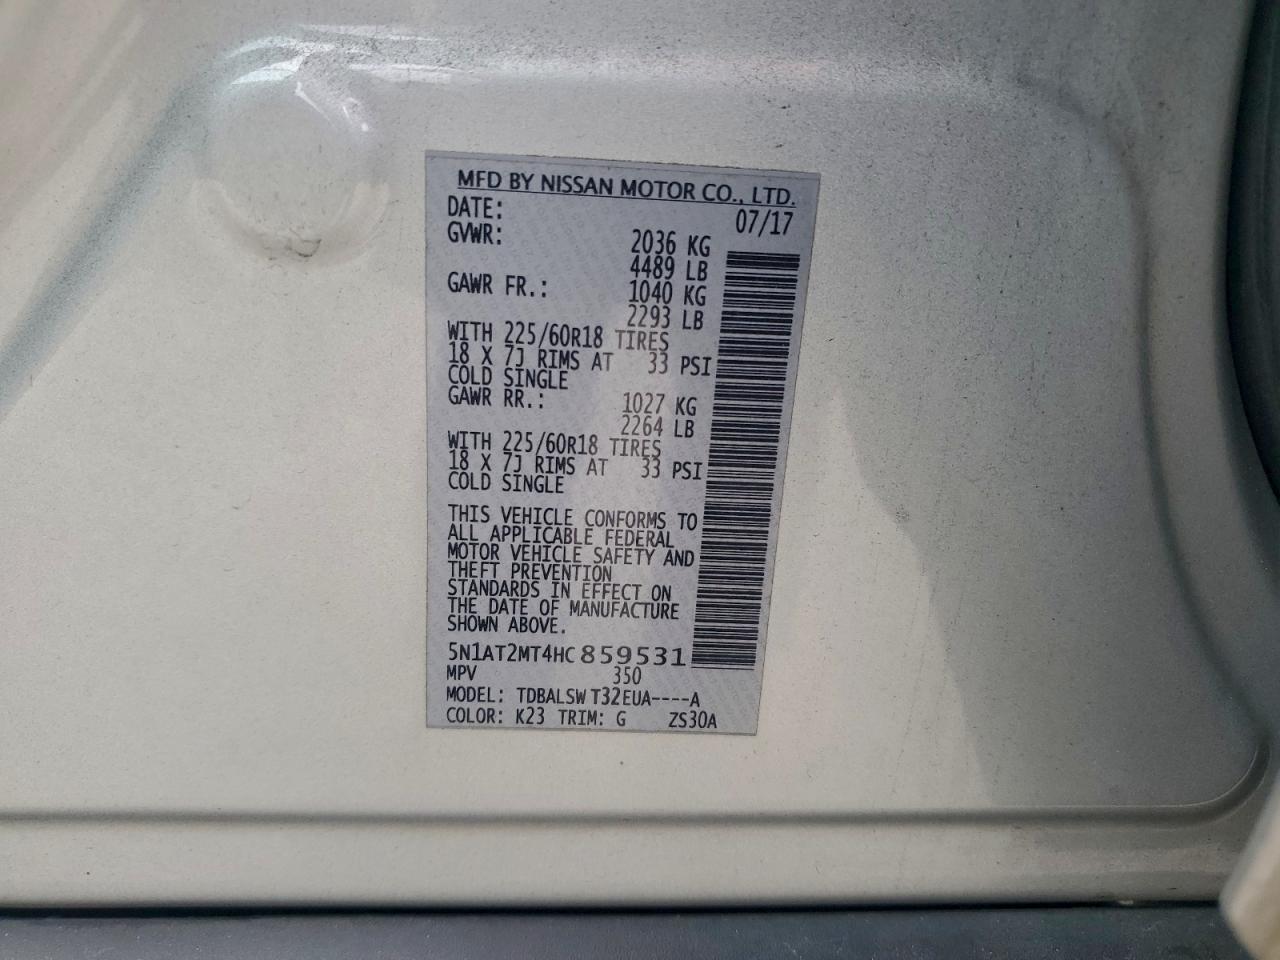 MFD BY NISSAN MOTOR CO., LTD.
DATE: 07/17
GVWR: 2036 KG
4489 LB
GAWR FR.: 1040 KG
2293 LB
WITH 225/60R18 TIRES
18 X 7J RIMS AT 33 PSI
COLD SINGLE
GAWR RR.: 1027 KG
2264 LB
WITH 225/60R18 TIRES
18 X 7J RIMS AT 33 PSI
COLD SINGLE
THIS VEHICLE CONFORMS TO
ALL APPLICABLE FEDERAL
MOTOR VEHICLE SAFETY AND
THEFT PREVENTION
STANDARDS IN EFFECT ON
THE DATE OF MANUFACTURE
SHOWN ABOVE.
5N1AT2MT4HC859531
MPV 350
MODEL: TDBALSW T32EUA----A
COLOR: K23 TRIM: G ZS30A